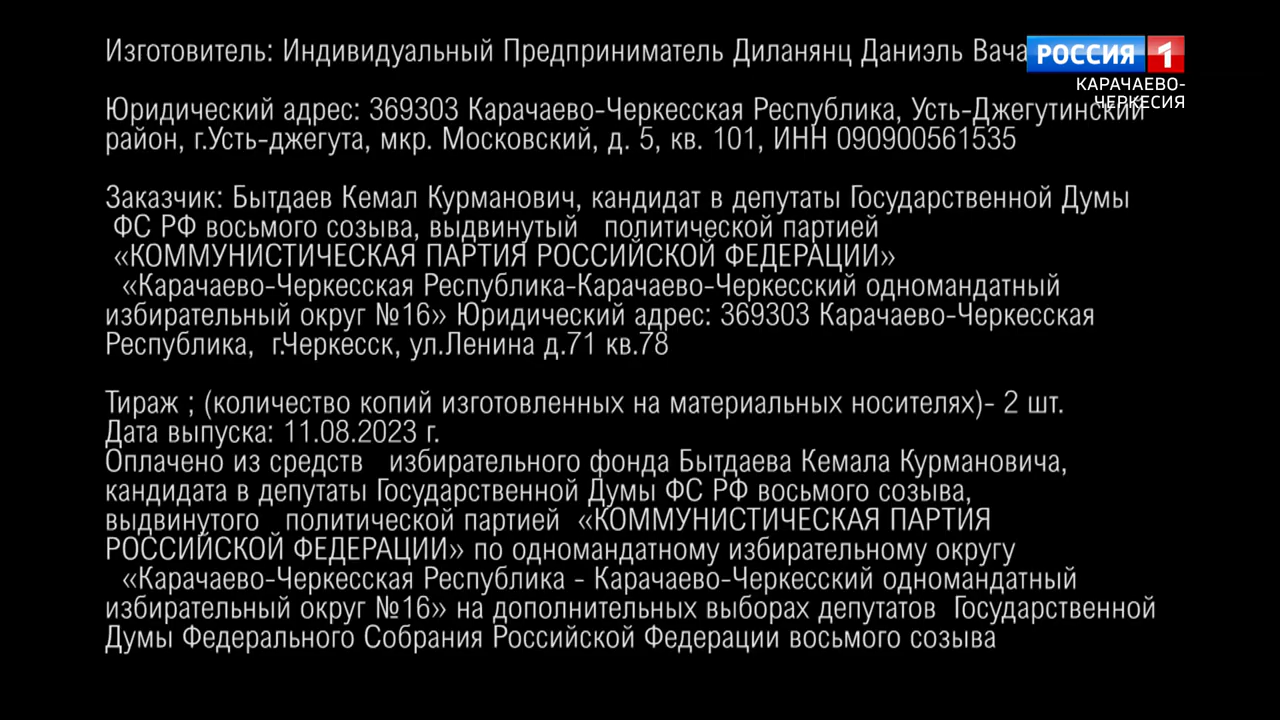 Изготовитель: Индивидуальный Предприниматель Диланянц Даниэль
РОССИЯ 1
КАРАЧАЕВО-
ЧЕРКЕСИЯ
Юридический адрес: 369303 Карачаево-Черкесская Республика, Усть-Джегутинский
район, г.Усть-джегута, мкр. Московский, д. 5, кв. 101, ИНН 090900561535
Заказчик: Бытдаев Кемал Курманович, кандидат в депутаты Государственной Думы
ФС РФ восьмого созыва, выдвинутый политической партией
«КОММУНИСТИЧЕСКАЯ ПАРТИЯ РОССИЙСКОЙ ФЕДЕРАЦИИ»
«Карачаево-Черкесская Республика-Карачаево-Черкесский одномандатный
избирательный округ №16» Юридический адрес: 369303 Карачаево-Черкесская
Республика, г.Черкесск, ул.Ленина д.71 кв.78
Тираж ; (количество копий изготовленных на материальных носителях)- 2 шт.
Дата выпуска: 11.08.2023 г.
Оплачено из средств избирательного фонда Бытдаева Кемала Курмановича,
кандидата в депутаты Государственной Думы ФС РФ восьмого созыва,
выдвинутого политической партией «КОММУНИСТИЧЕСКАЯ ПАРТИЯ
РОССИЙСКОЙ ФЕДЕРАЦИИ» по одномандатному избирательному округу
«Карачаево-Черкесская Республика - Карачаево-Черкесский одномандатный
избирательный округ №16» на дополнительных выборах депутатов Государственной
Думы Федерального Собрания Российской Федерации восьмого созыва